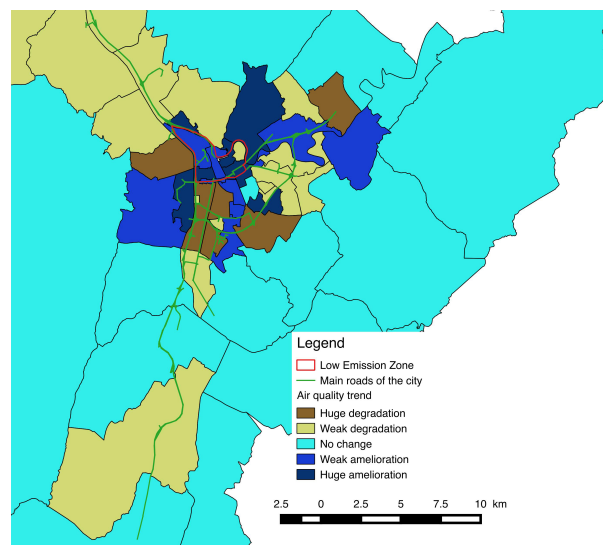 Legend
Low Emission Zone
Main roads of the city
Air quality trend
Huge degradation
Weak degradation
No change
Weak amelioration
Huge amelioration
2.5 0 2.5 5 7.5 10 km